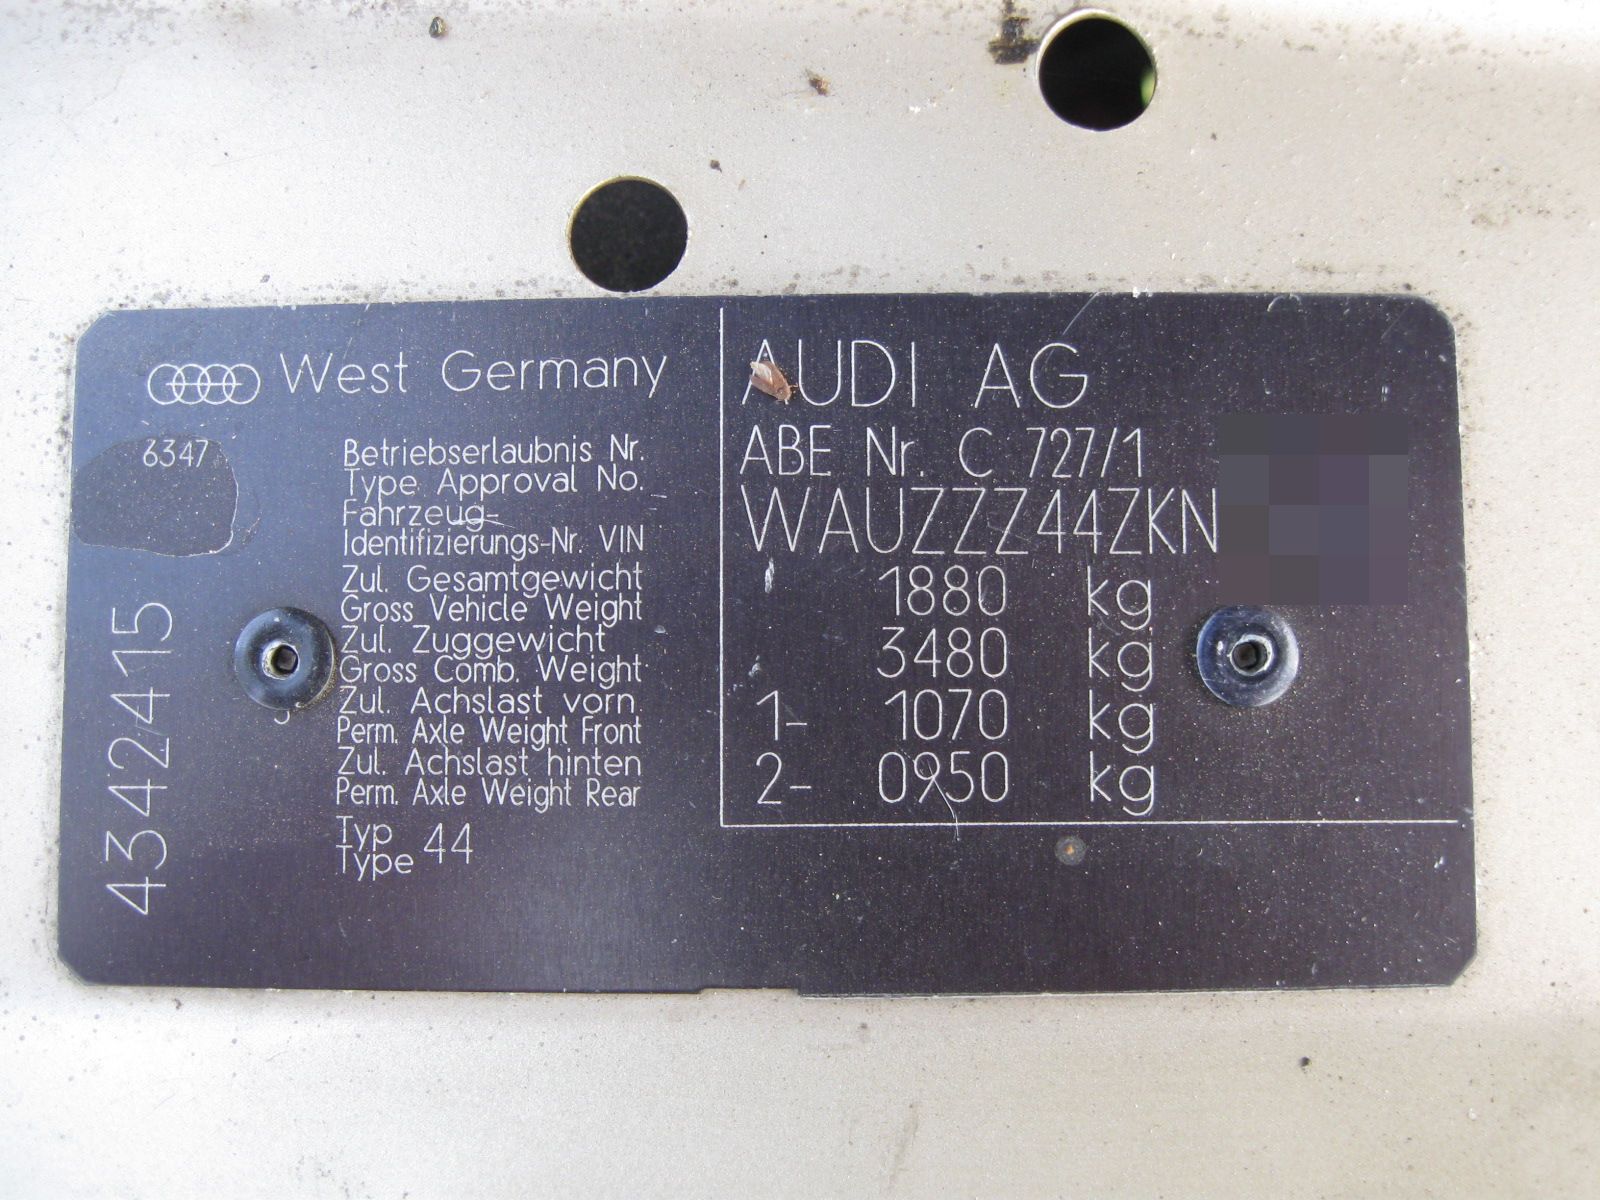 West Germany
6347
Betriebserlaubnis Nr.
Type Approval No.
Fahrzeug-
Identifizierungs-Nr. VIN
Zul. Gesamtgewicht
Gross Vehicle Weight
Zul. Zuggewicht
Gross Comb. Weight
Zul. Achslast vorn
Perm. Axle Weight Front
Zul. Achslast hinten
Perm. Axle Weight Rear
Typ
Type 44
4342415
AUDI AG
ABE Nr. C 727/1
WAUZZZ44ZKN
1880 kg
3480 kg
1- 1070 kg
2- 0950 kg